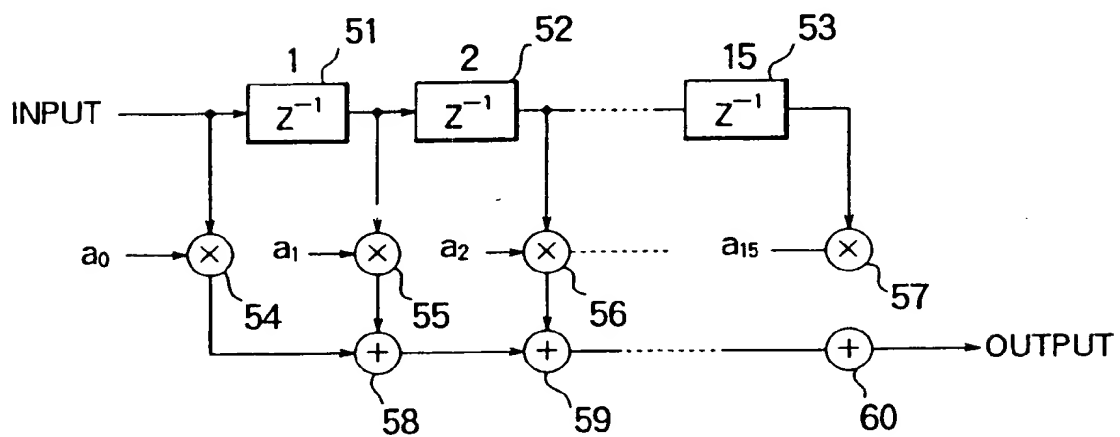 51
52
53
1
2
15
INPUT
Z⁻¹
Z⁻¹
Z⁻¹
a₀
×
a₁
×
a₂
×
a₁₅
×
54
55
56
57
+
+
+
OUTPUT
58
59
60